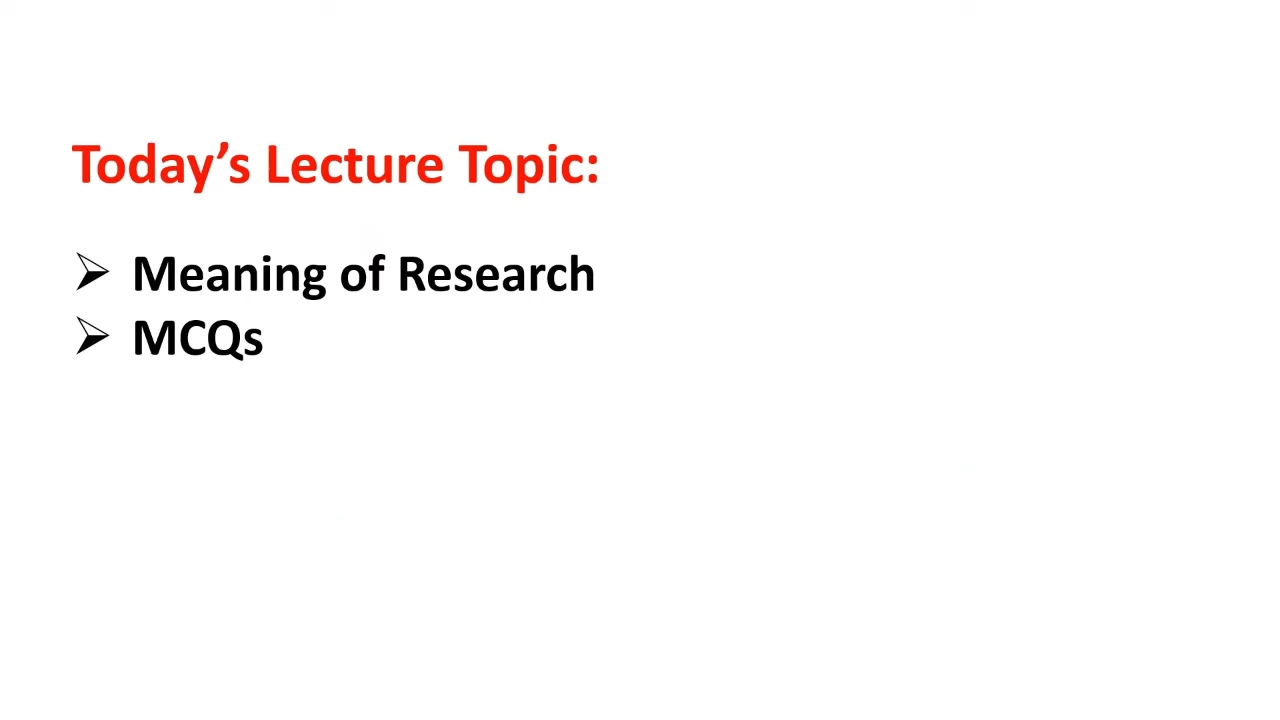 Today’s Lecture Topic:
➢ Meaning of Research
➢ MCQs